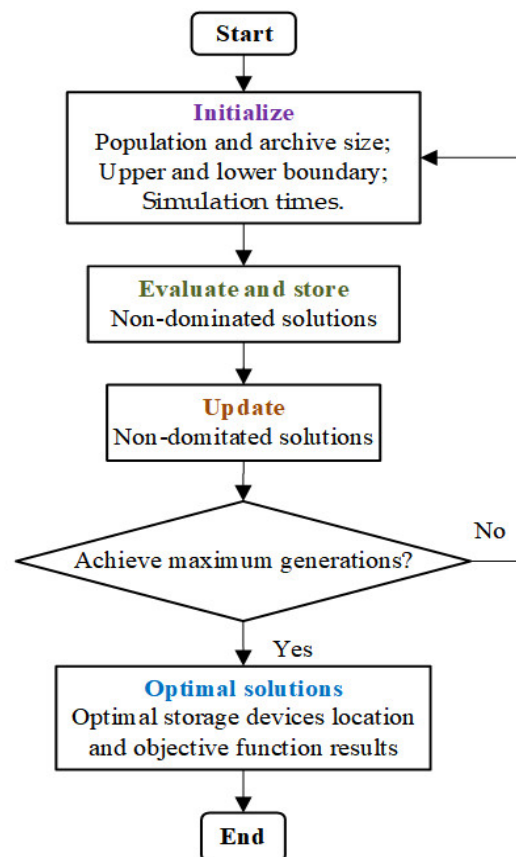 Start
Initialize
Population and archive size;
Upper and lower boundary;
Simulation times.
Evaluate and store
Non-dominated solutions
Update
Non-domitated solutions
Achieve maximum generations?
No
Yes
Optimal solutions
Optimal storage devices location
and objective function results
End